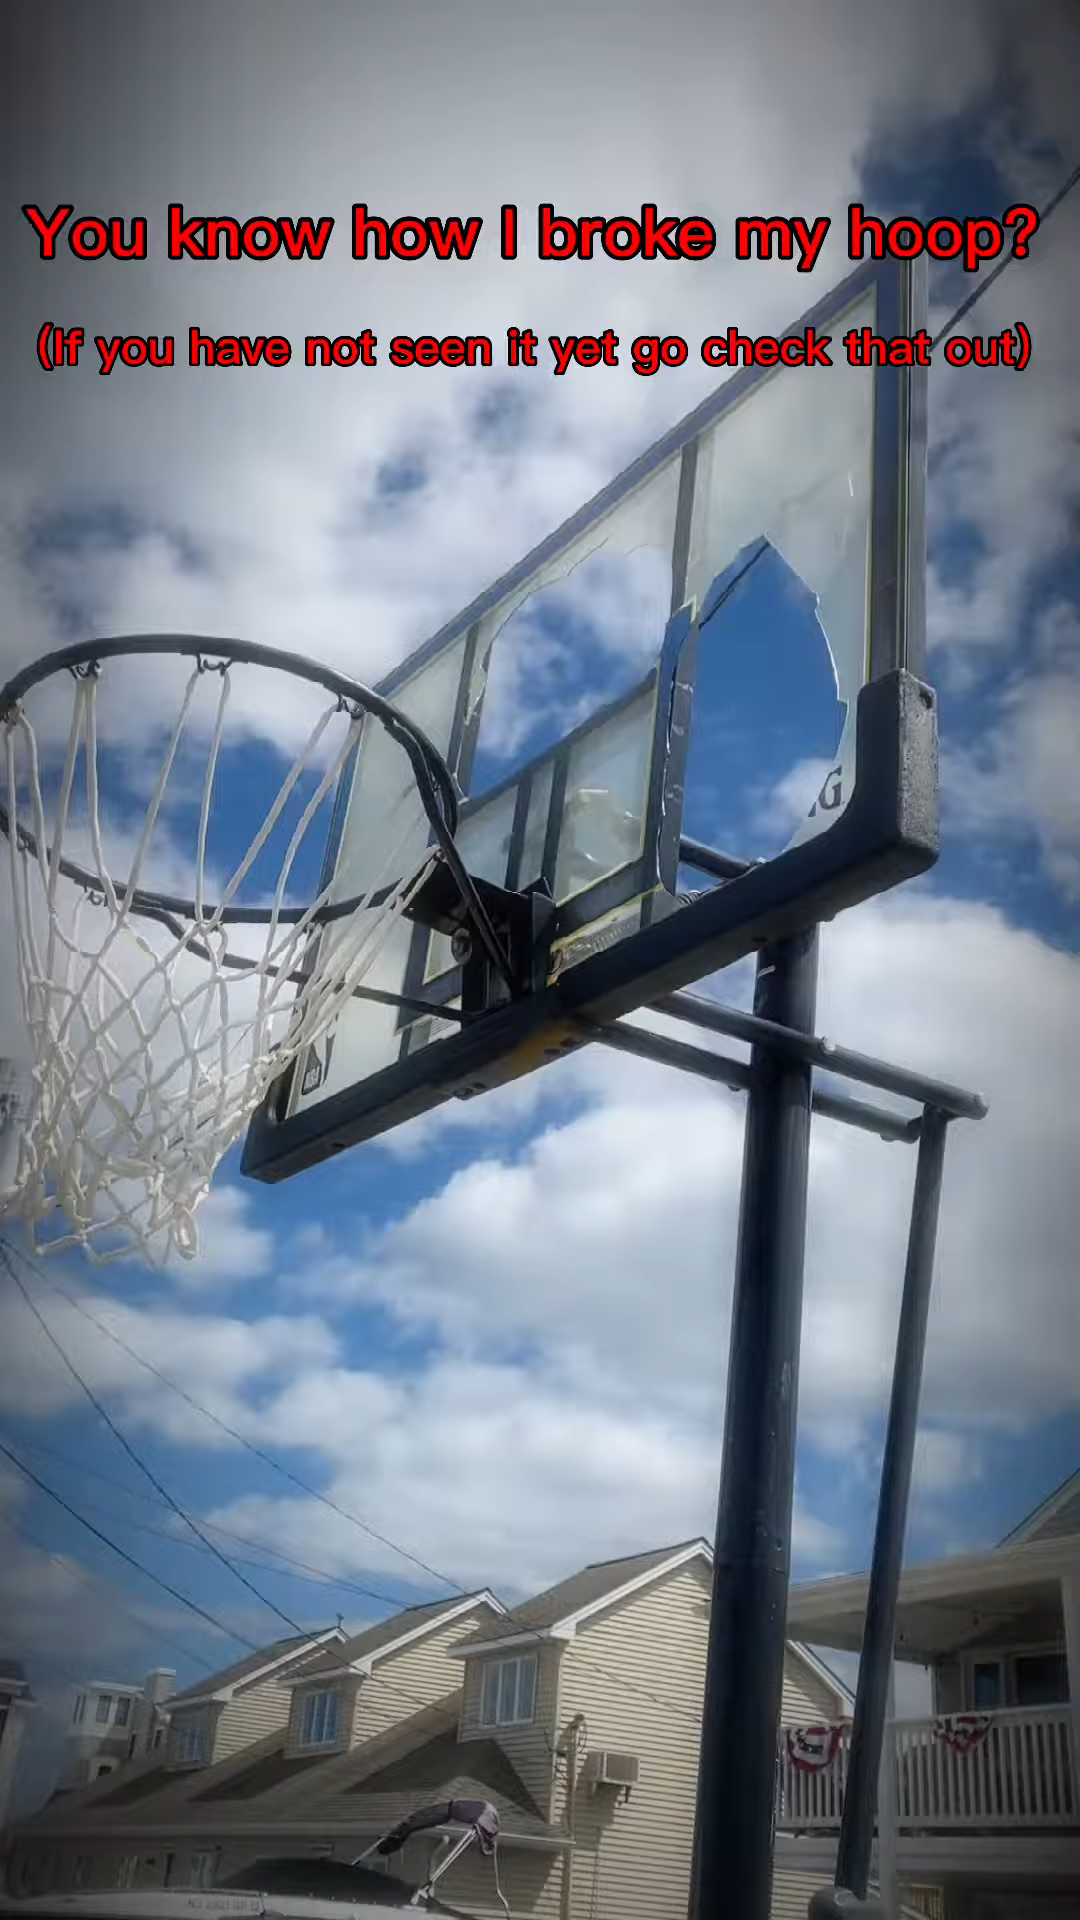 You know how I broke my hoop?
(If you have not seen it yet go check that out)
G